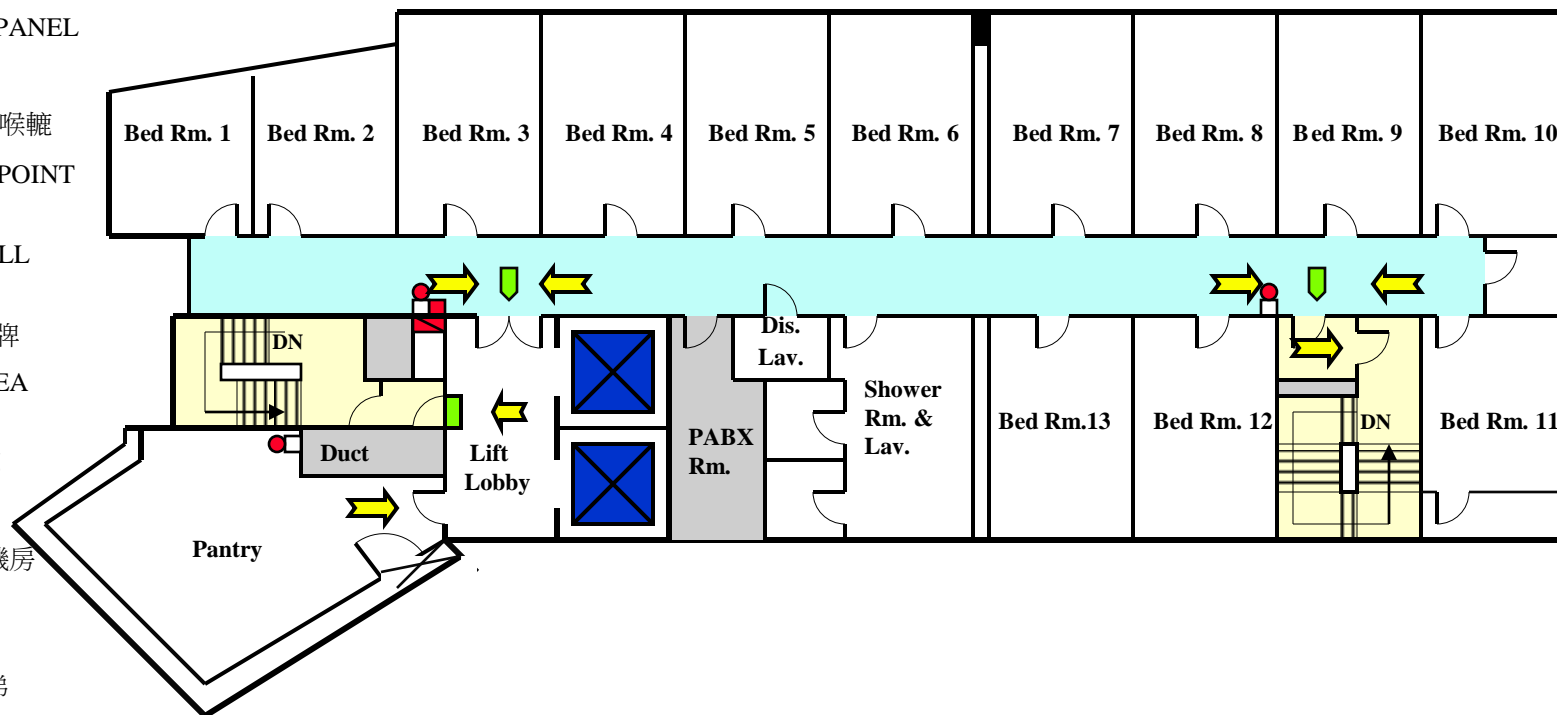 PANEL
喉轆
POINT
LL
牌
EA
機房
Bed Rm. 1
Bed Rm. 2
Bed Rm. 3
Bed Rm. 4
Bed Rm. 5
Bed Rm. 6
Bed Rm. 7
Bed Rm. 8
Bed Rm. 9
Bed Rm. 10
DN
Dis.
Lav.
Shower
Rm. &
Lav.
PABX
Rm.
Bed Rm.13
Bed Rm. 12
DN
Bed Rm. 11
Duct
Lift
Lobby
Pantry